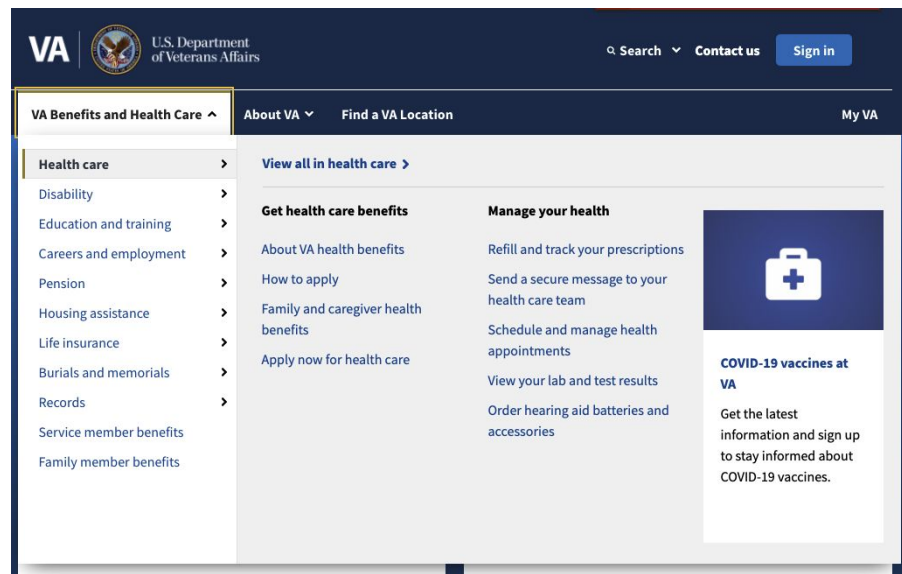 VA
U.S. Department
of Veterans Affairs
Search
Contact us
Sign in
VA Benefits and Health Care
About VA
Find a VA Location
My VA
Health care
Disability
Education and training
Careers and employment
Pension
Housing assistance
Life insurance
Burials and memorials
Records
Service member benefits
Family member benefits
View all in health care
Get health care benefits
About VA health benefits
How to apply
Family and caregiver health
benefits
Apply now for health care
Manage your health
Refill and track your prescriptions
Send a secure message to your
health care team
Schedule and manage health
appointments
View your lab and test results
Order hearing aid batteries and
accessories
COVID-19 vaccines at
VA
Get the latest
information and sign up
to stay informed about
COVID-19 vaccines.